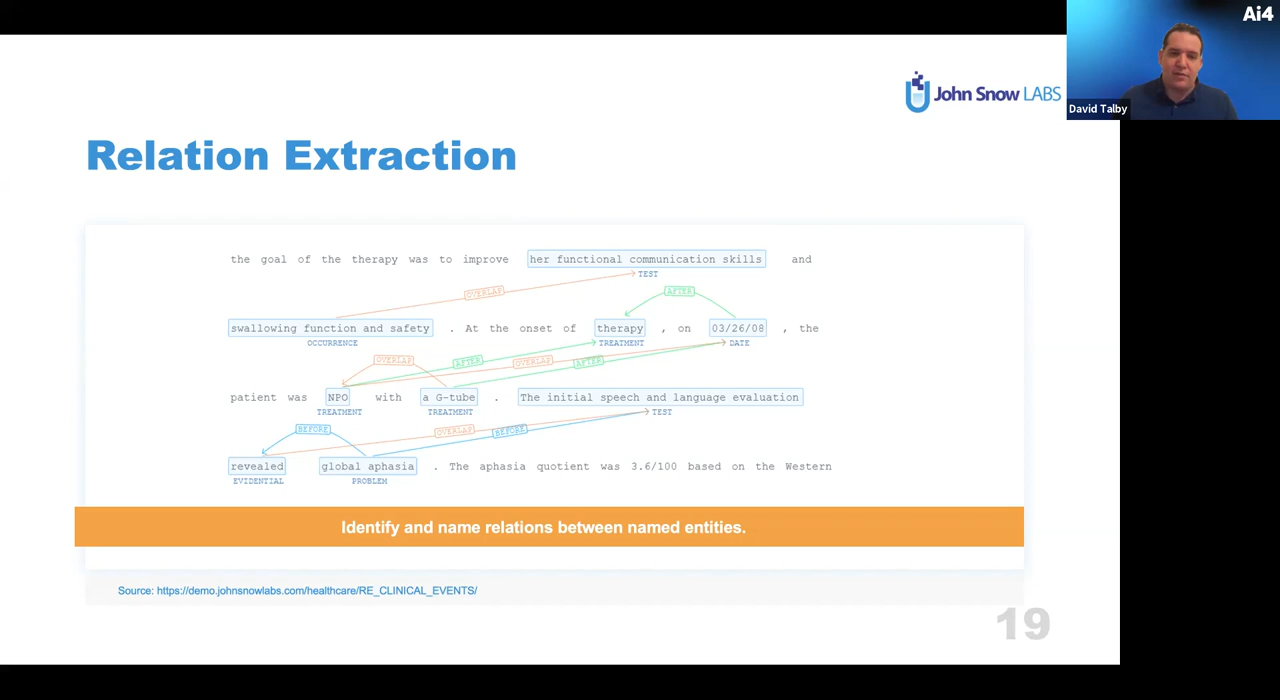 Ai4
John Snow LABS
David Talby
Relation Extraction
the goal of the therapy was to improve her functional communication skills and
TEST
OVERLAP
AFTER
swallowing function and safety . At the onset of therapy , on 03/26/08 , the
OCCURRENCE TREATMENT DATE
OVERLAP AFTER OVERLAP AFTER
patient was NPO with a G-tube . The initial speech and language evaluation
TREATMENT TREATMENT TEST
BEFORE OVERLAP BEFORE
revealed global aphasia . The aphasia quotient was 3.6/100 based on the Western
EVIDENTIAL PROBLEM
Identify and name relations between named entities.
Source: https://demo.johnsnowlabs.com/healthcare/RE_CLINICAL_EVENTS/
19